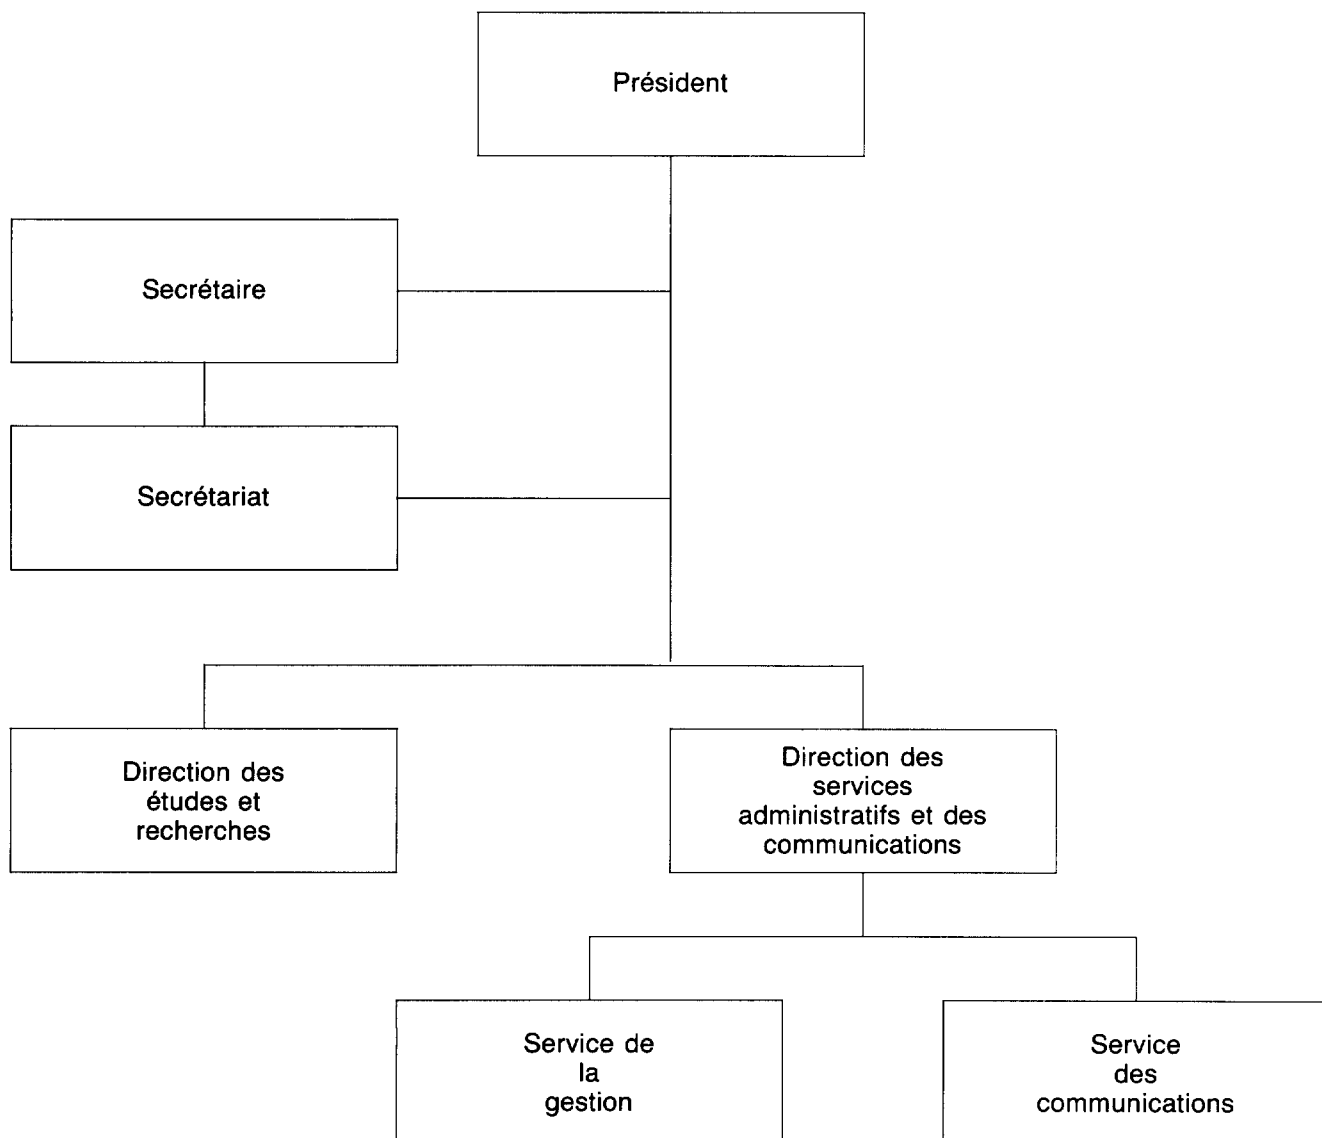 Président
Secrétaire
Secrétariat
Direction des
études et
recherches
Direction des
services
administratifs et des
communications
Service de
la
gestion
Service
des
communications